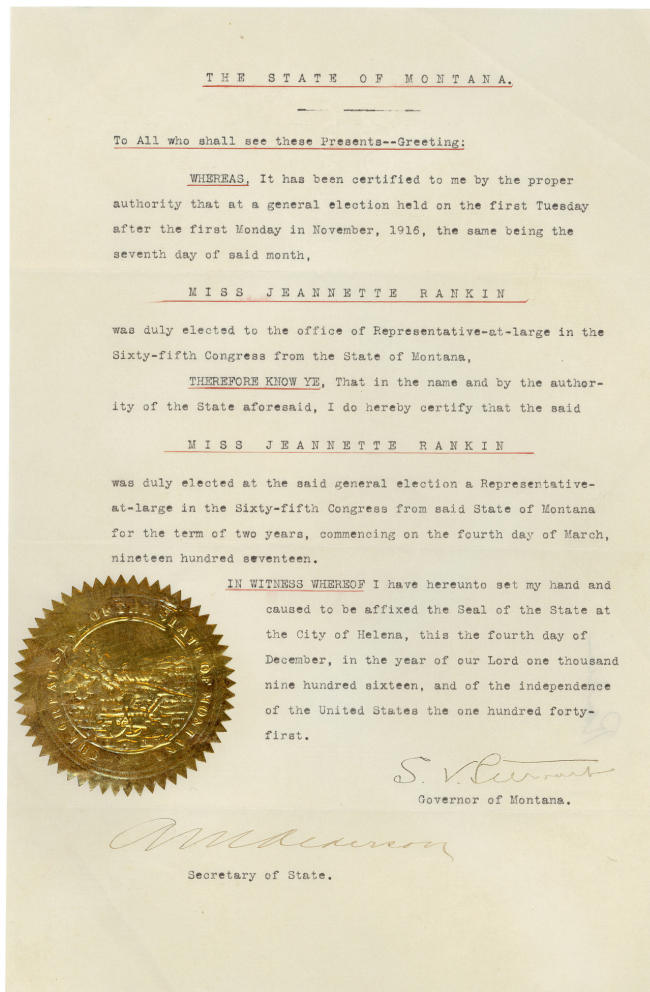 THE STATE OF MONTANA.
To All who shall see these Presents--Greeting:
WHEREAS, It has been certified to me by the proper
authority that at a general election held on the first Tuesday
after the first Monday in November, 1916, the same being the
seventh day of said month,
MISS JEANNETTE RANKIN
was duly elected to the office of Representative-at-large in the
Sixty-fifth Congress from the State of Montana,
THEREFORE KNOW YE, That in the name and by the author-
ity of the State aforesaid, I do hereby certify that the said
MISS JEANNETTE RANKIN
was duly elected at the said general election a Representative-
at-large in the Sixty-fifth Congress from said State of Montana
for the term of two years, commencing on the fourth day of March,
nineteen hundred seventeen.
IN WITNESS WHEREOF I have hereunto set my hand and
caused to be affixed the Seal of the State at
the City of Helena, this the fourth day of
December, in the year of our Lord one thousand
nine hundred sixteen, and of the independence
of the United States the one hundred forty-
first.
THE GREAT SEAL OF THE STATE OF MONTANA
S. V. Stewart
Governor of Montana.
A M Alderson
Secretary of State.